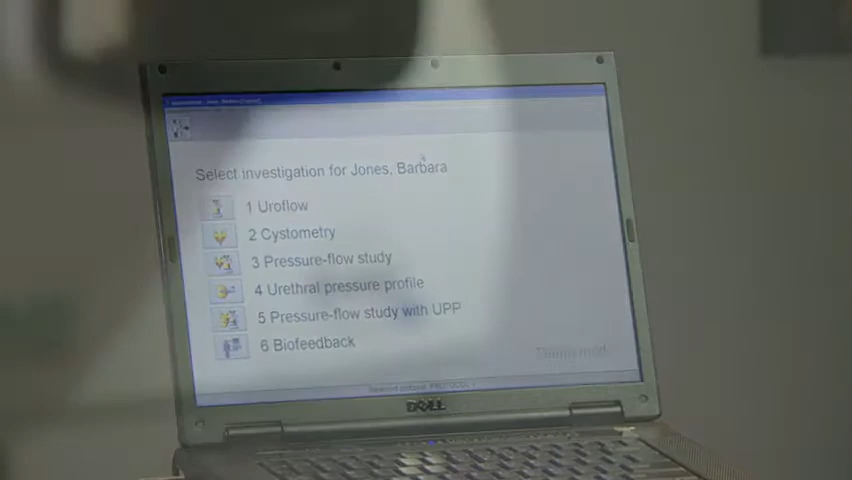 Select investigation for Jones, Barbara
1 Uroflow
2 Cystometry
3 Pressure-flow study
4 Urethral pressure profile
5 Pressure-flow study with UPP
6 Biofeedback
DELL